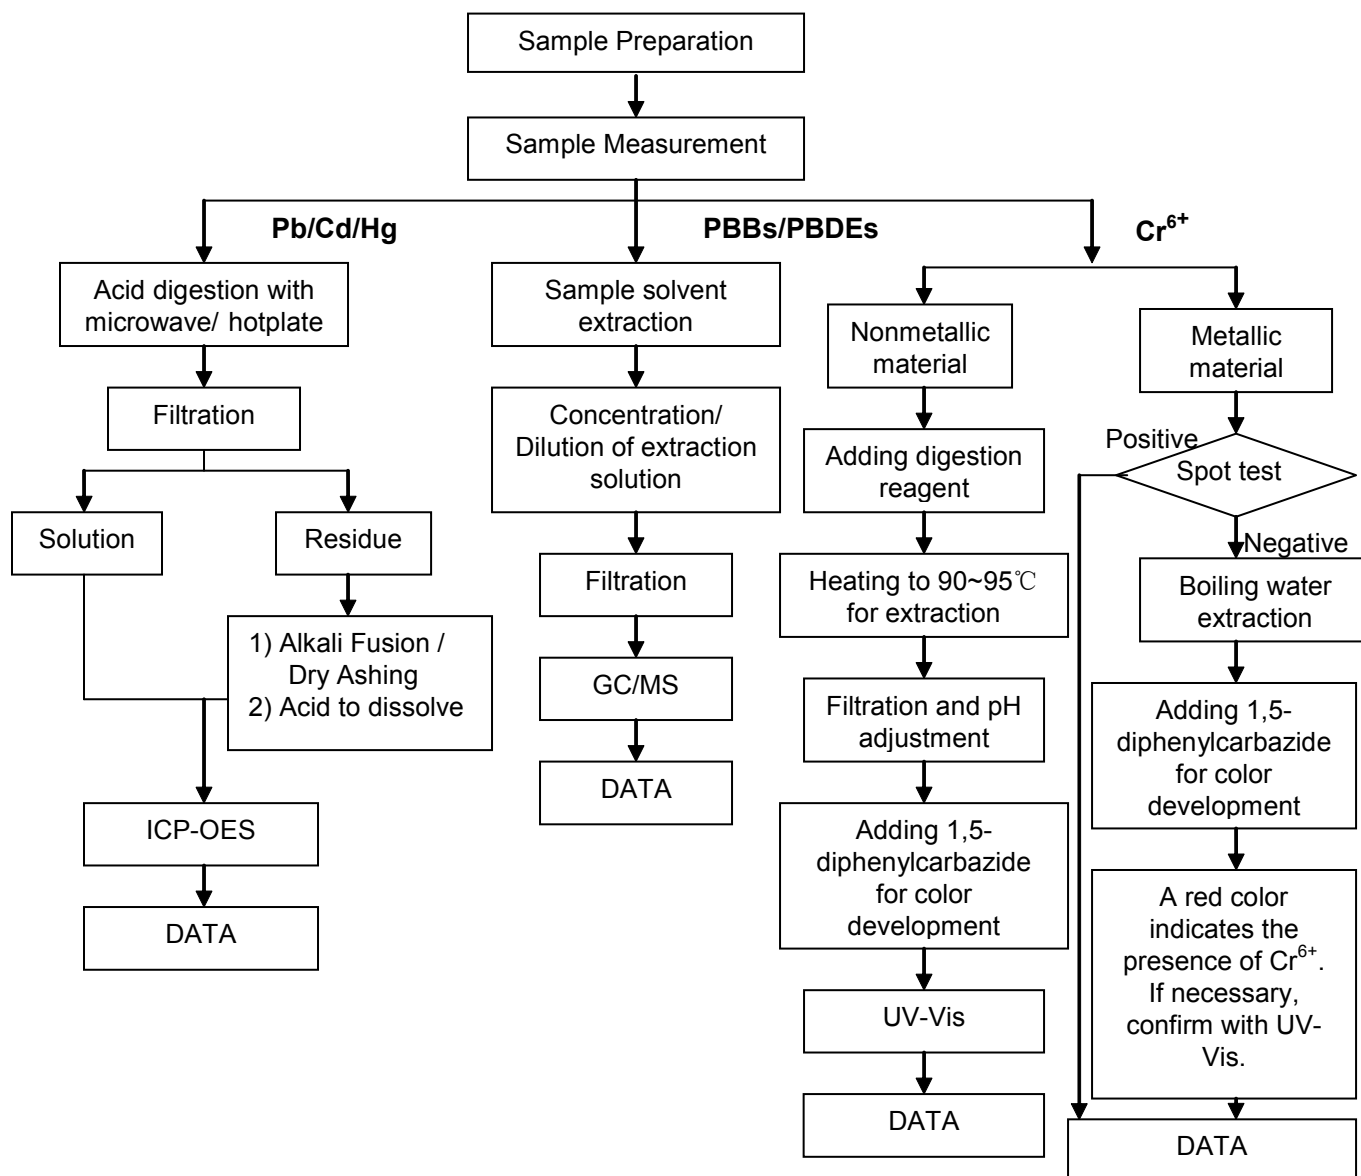 Sample Preparation
Sample Measurement
Pb/Cd/Hg
PBBs/PBDEs
Cr⁶⁺
Acid digestion with
microwave/ hotplate
Filtration
Solution
Residue
1) Alkali Fusion /
Dry Ashing
2) Acid to dissolve
ICP-OES
DATA
Sample solvent
extraction
Concentration/
Dilution of extraction
solution
Filtration
GC/MS
DATA
Nonmetallic
material
Adding digestion
reagent
Heating to 90~95℃
for extraction
Filtration and pH
adjustment
Adding 1,5-
diphenylcarbazide
for color
development
UV-Vis
DATA
Metallic
material
Positive
Spot test
Negative
Boiling water
extraction
Adding 1,5-
diphenylcarbazide
for color
development
A red color
indicates the
presence of Cr⁶⁺.
If necessary,
confirm with UV-
Vis.
DATA